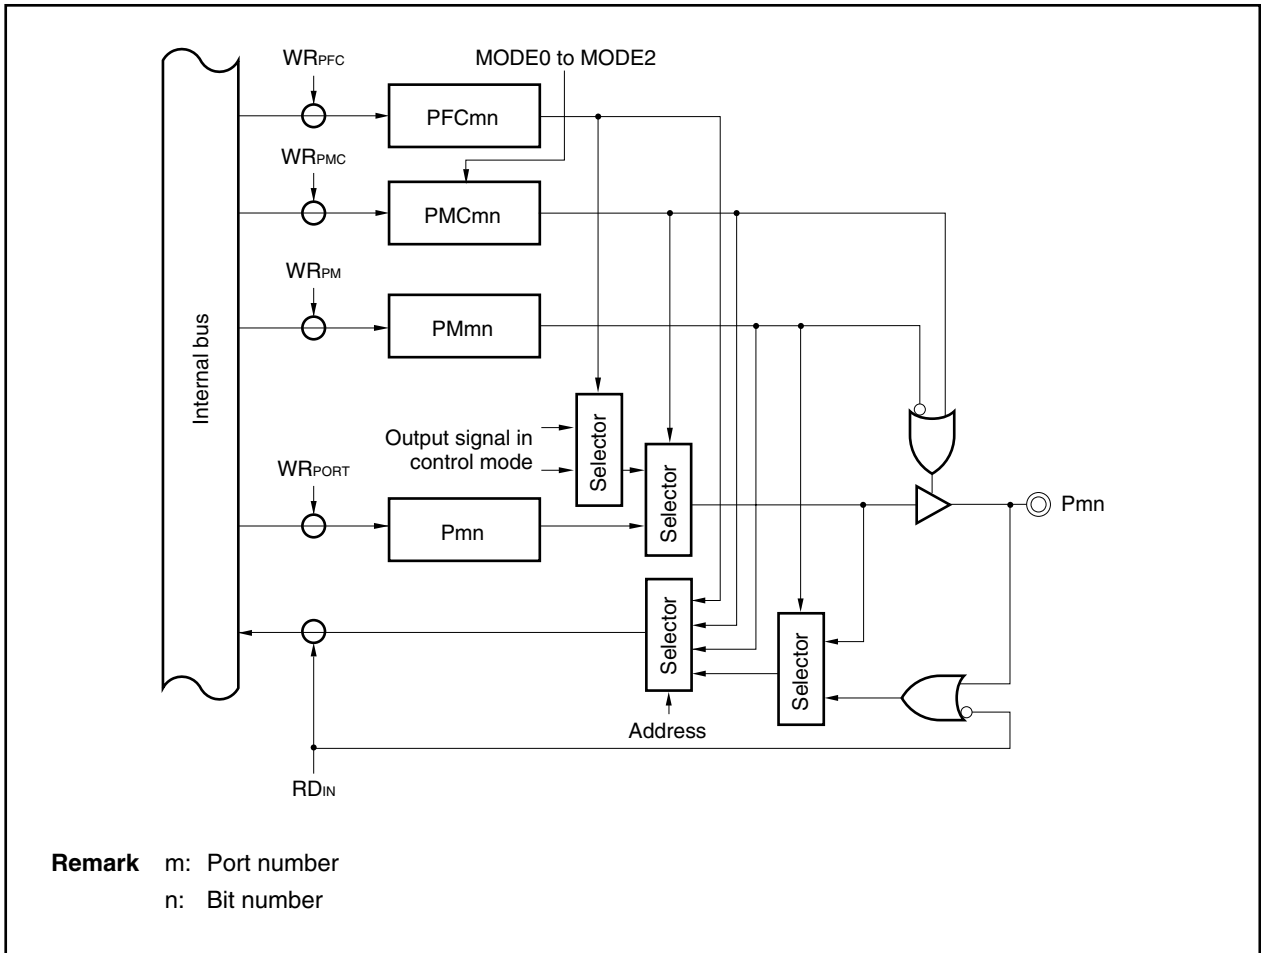 WRPFC
MODE0 to MODE2
PFCmn
WRPMC
PMCmn
WRPM
PMmn
Internal bus
Output signal in
control mode
Selector
Selector
WRPORT
Pmn
Pmn
Selector
Selector
Address
RDIN
Remark m: Port number
n: Bit number